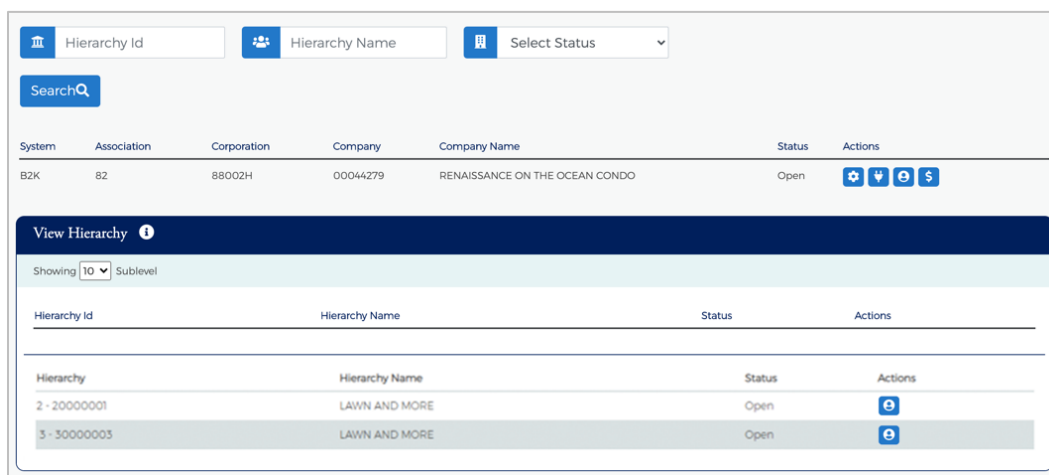 Hierarchy Id Hierarchy Name Select Status
Search
System Association Corporation Company Company Name Status Actions
B2K 82 88002H 00044279 RENAISSANCE ON THE OCEAN CONDO Open
View Hierarchy
Showing 10 Sublevel
Hierarchy Id Hierarchy Name Status Actions
Hierarchy Hierarchy Name Status Actions
2 - 20000001 LAWN AND MORE Open
3 - 30000003 LAWN AND MORE Open